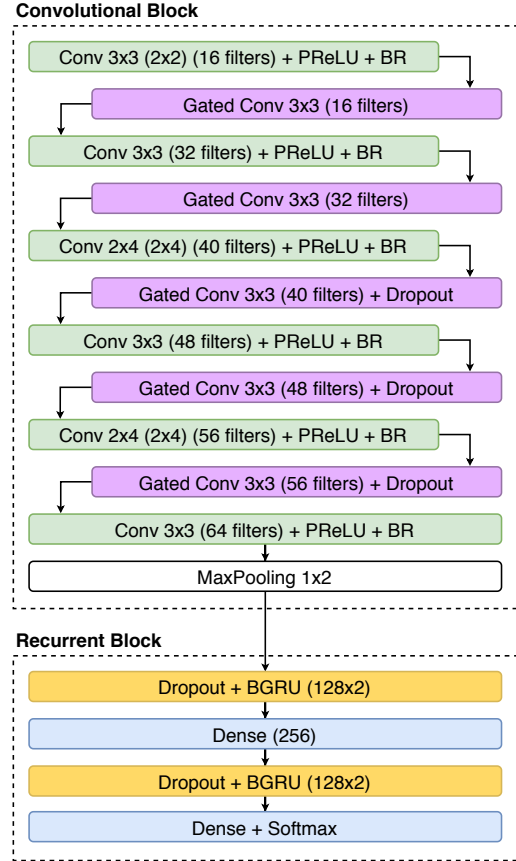 Convolutional Block
Conv 3x3 (2x2) (16 filters) + PReLU + BR
Gated Conv 3x3 (16 filters)
Conv 3x3 (32 filters) + PReLU + BR
Gated Conv 3x3 (32 filters)
Conv 2x4 (2x4) (40 filters) + PReLU + BR
Gated Conv 3x3 (40 filters) + Dropout
Conv 3x3 (48 filters) + PReLU + BR
Gated Conv 3x3 (48 filters) + Dropout
Conv 2x4 (2x4) (56 filters) + PReLU + BR
Gated Conv 3x3 (56 filters) + Dropout
Conv 3x3 (64 filters) + PReLU + BR
MaxPooling 1x2
Recurrent Block
Dropout + BGRU (128x2)
Dense (256)
Dropout + BGRU (128x2)
Dense + Softmax